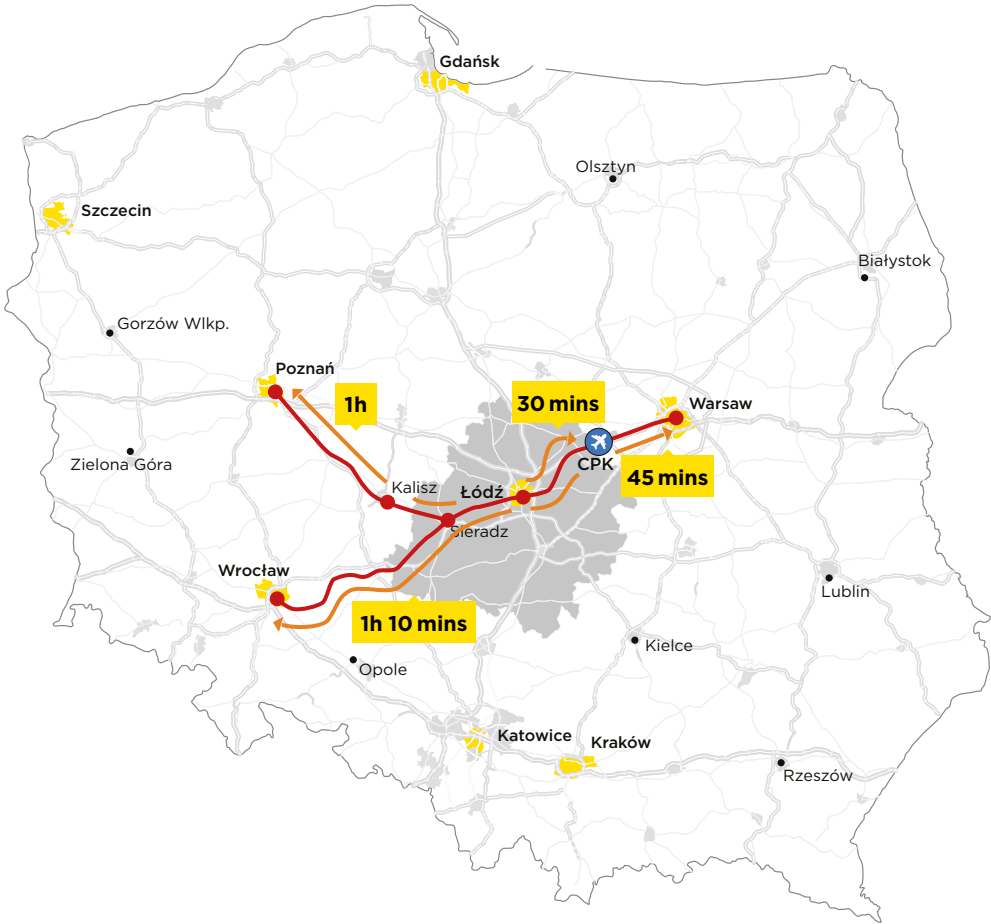 Gdańsk
Olsztyn
Szczecin
Białystok
Gorzów Wlkp.
Poznań
1h
30 mins
Warsaw
Zielona Góra
CPK
45 mins
Kalisz
Łódź
Sieradz
Wrocław
Lublin
1h 10 mins
Kielce
Opole
Katowice
Kraków
Rzeszów